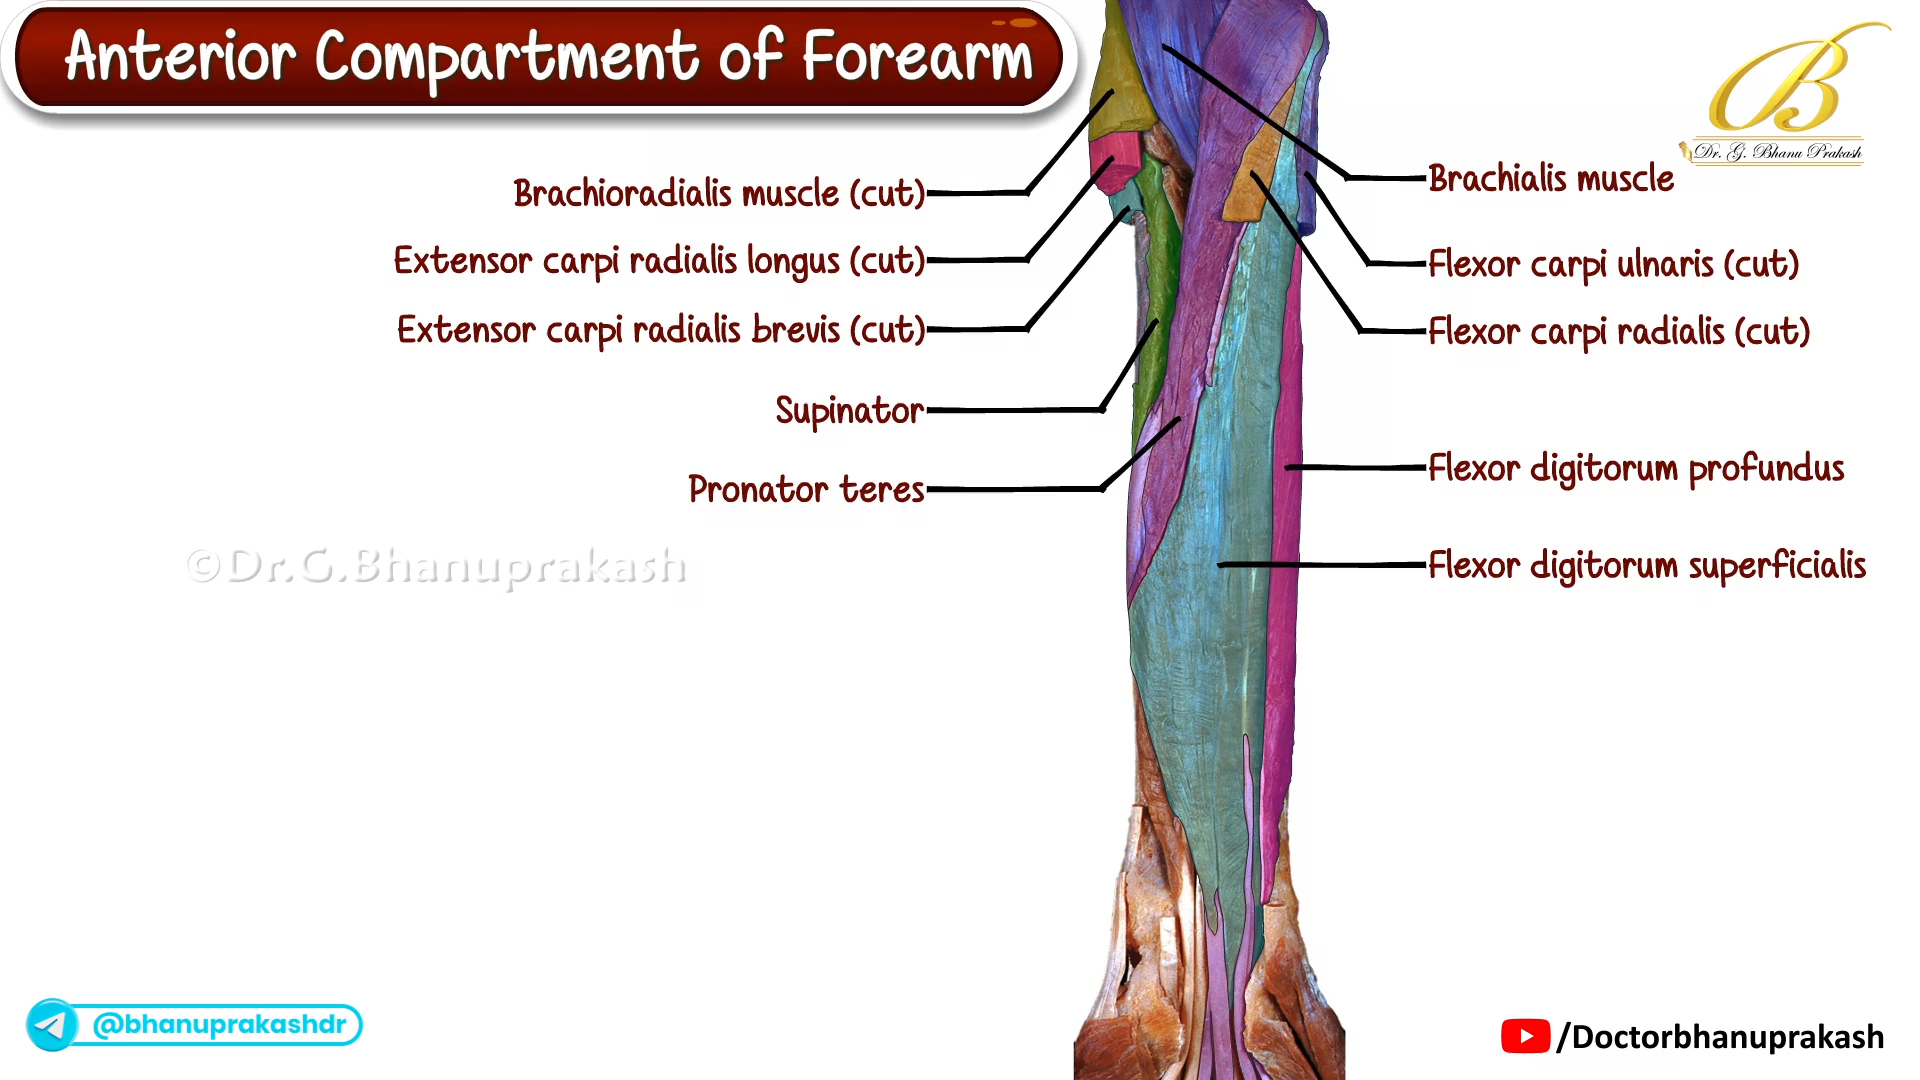 Anterior Compartment of Forearm
B
Dr. G. Bhanu Prakash
Brachioradialis muscle (cut)
Extensor carpi radialis longus (cut)
Extensor carpi radialis brevis (cut)
Supinator
Pronator teres
Brachialis muscle
Flexor carpi ulnaris (cut)
Flexor carpi radialis (cut)
Flexor digitorum profundus
Flexor digitorum superficialis
©Dr.G.Bhanuprakash
@bhanuprakashdr
/Doctorbhanuprakash